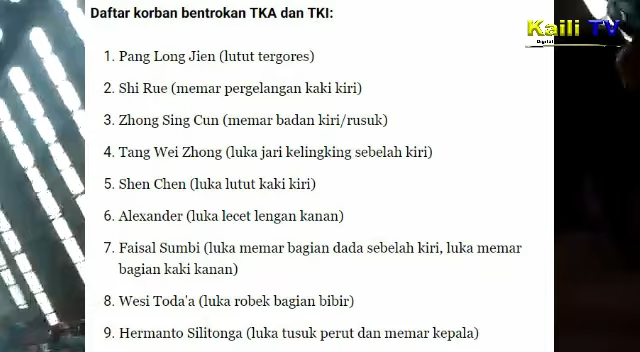 Daftar korban bentrokan TKA dan TKI:
Kaili TV
Digital
1. Pang Long Jien (lutut tergores)
2. Shi Rue (memar pergelangan kaki kiri)
3. Zhong Sing Cun (memar badan kiri/rusuk)
4. Tang Wei Zhong (luka jari kelingking sebelah kiri)
5. Shen Chen (luka lutut kaki kiri)
6. Alexander (luka lecet lengan kanan)
7. Faisal Sumbi (luka memar bagian dada sebelah kiri, luka memar
bagian kaki kanan)
8. Wesi Toda'a (luka robek bagian bibir)
9. Hermanto Silitonga (luka tusuk perut dan memar kepala)